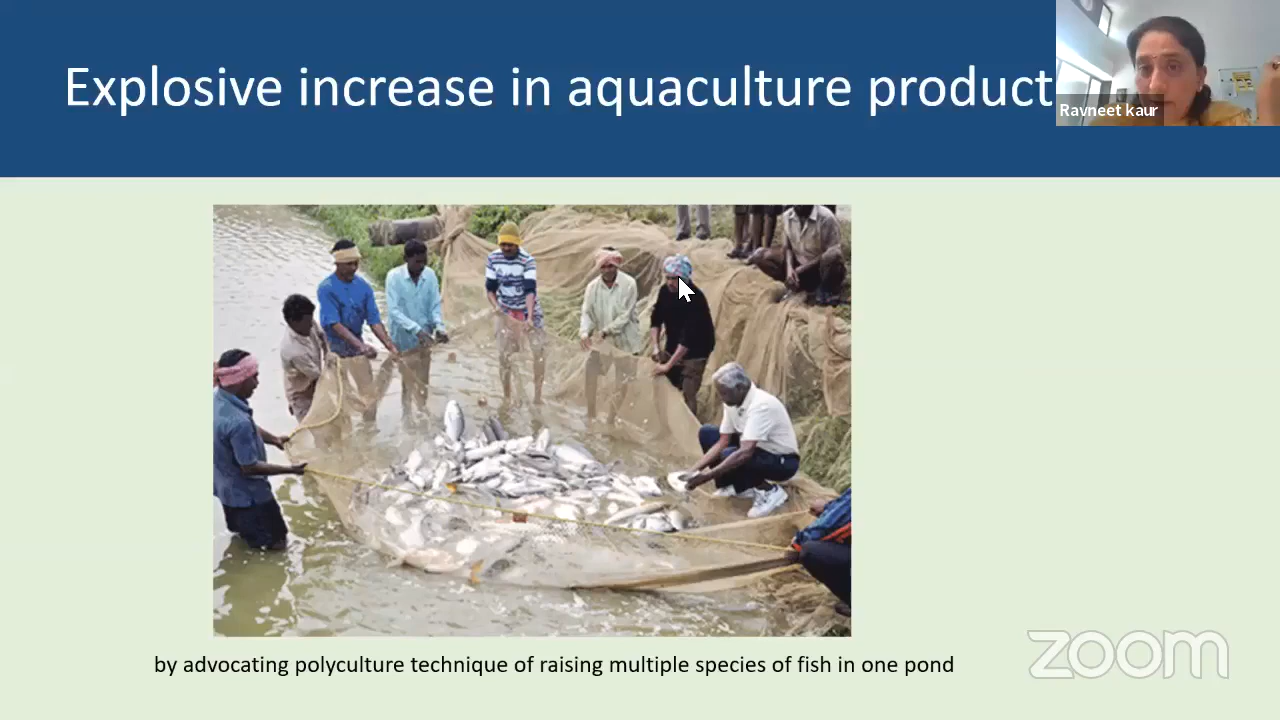 Explosive increase in aquaculture product
Ravneet kaur
by advocating polyculture technique of raising multiple species of fish in one pond
zoom